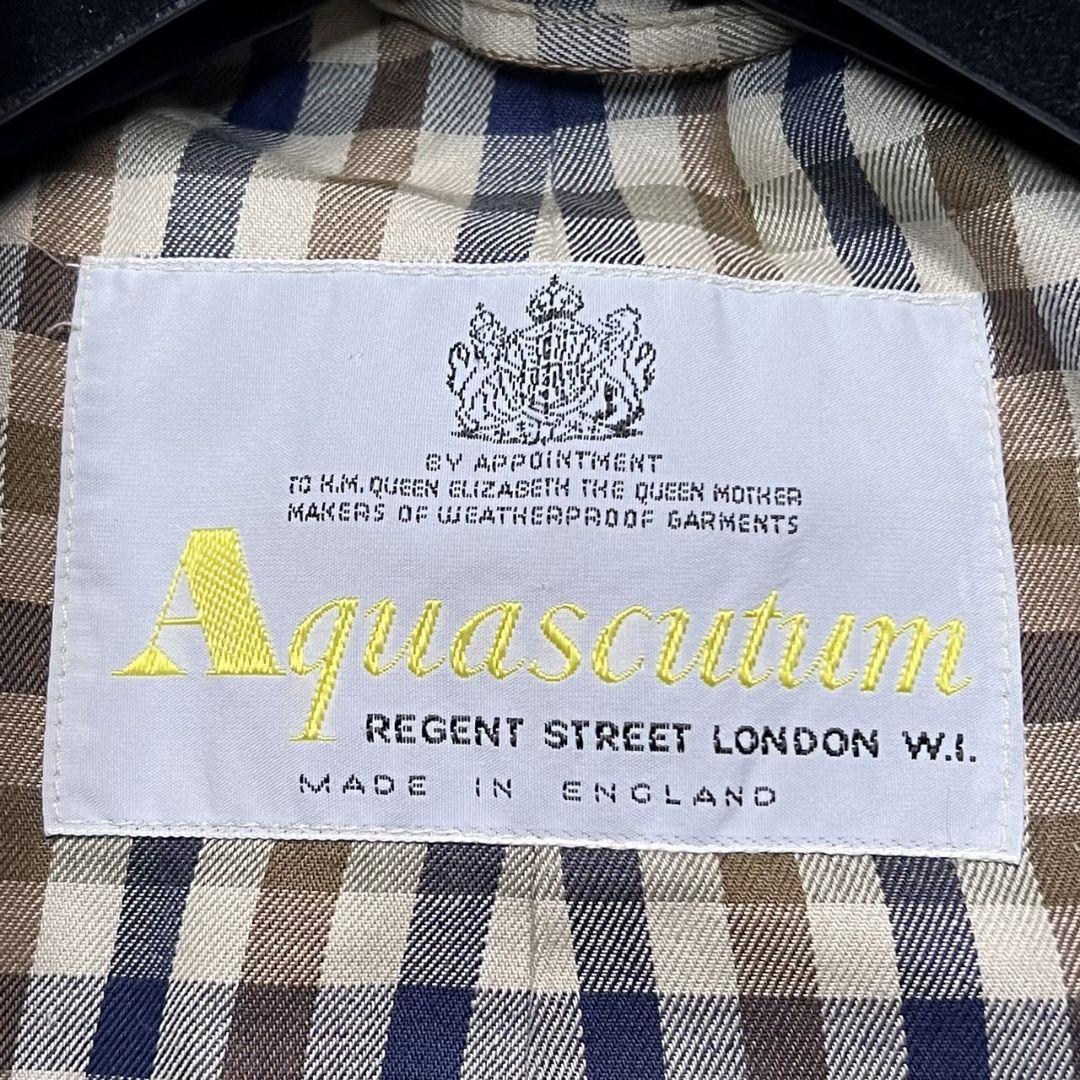 BY APPOINTMENT
TO H.M. QUEEN ELIZABETH THE QUEEN MOTHER
MAKERS OF WEATHERPROOF GARMENTS
Aquascutum
REGENT STREET LONDON W.I.
MADE IN ENGLAND